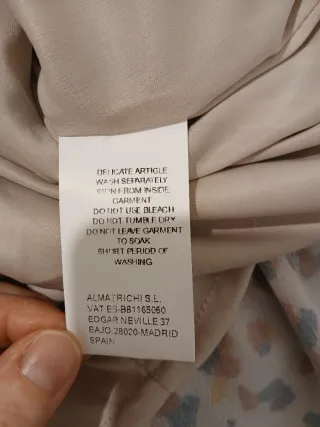 DELICATE ARTICLE
WASH SEPARATELY
IRON FROM INSIDE
GARMENT
DO NOT USE BLEACH
DO NOT TUMBLE DRY
DO NOT LEAVE GARMENT
TO SOAK
SHORT PERIOD OF
WASHING
ALMATRICHI S.L.
VAT ES-B81165060
EDGAR NEVILLE 37
BAJO.28020-MADRID
SPAIN